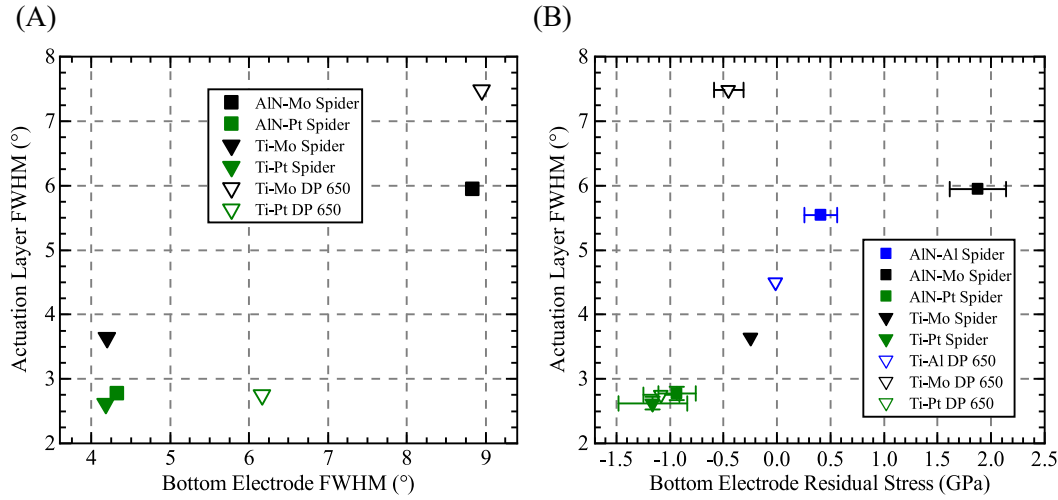 (A)
(B)
Actuation Layer FWHM (°)
8
7
6
5
4
3
2
AlN-Mo Spider
AlN-Pt Spider
Ti-Mo Spider
Ti-Pt Spider
Ti-Mo DP 650
Ti-Pt DP 650
4
5
6
7
8
9
Bottom Electrode FWHM (°)
Actuation Layer FWHM (°)
8
7
6
5
4
3
2
AlN-Al Spider
AlN-Mo Spider
AlN-Pt Spider
Ti-Mo Spider
Ti-Pt Spider
Ti-Al DP 650
Ti-Mo DP 650
Ti-Pt DP 650
-1.5
-1.0
-0.5
0.0
0.5
1.0
1.5
2.0
2.5
Bottom Electrode Residual Stress (GPa)